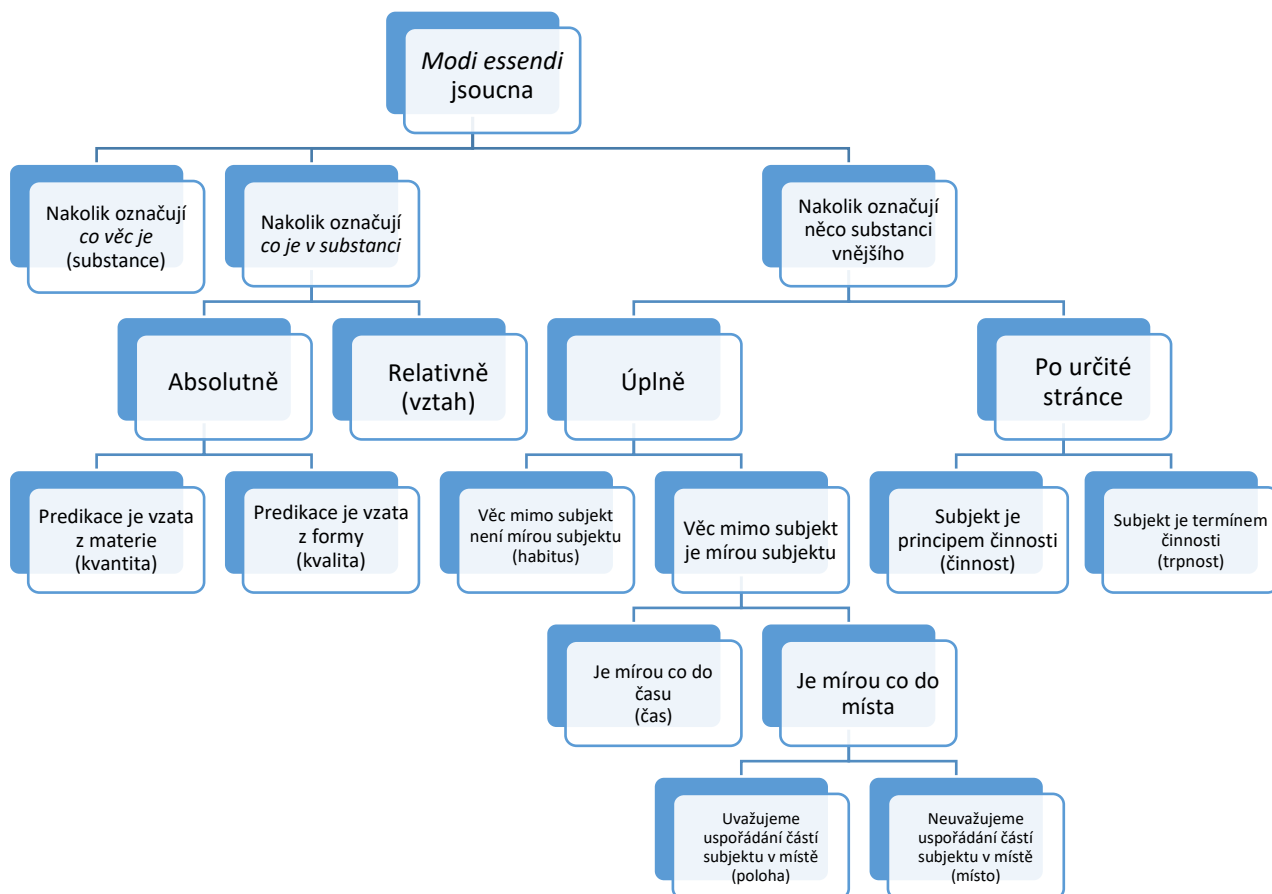 Modi essendi
jsoucna
Nakolik označují
co věc je
(substance)
Nakolik označují
co je v substanci
Nakolik označují
něco substanci
vnějšího
Absolutně
Relativně
(vztah)
Úplně
Po určité
stránce
Predikace je vzata
z materie
(kvantita)
Predikace je vzata
z formy
(kvalita)
Věc mimo subjekt
není mírou subjektu
(habitus)
Věc mimo subjekt
je mírou subjektu
Subjekt je
principem činnosti
(činnost)
Subjekt je termínem
činnosti
(trpnost)
Je mírou co do
času
(čas)
Je mírou co do
místa
Uvažujeme
uspořádání částí
subjektu v místě
(poloha)
Neuvažujeme
uspořádání částí
subjektu v místě
(místo)